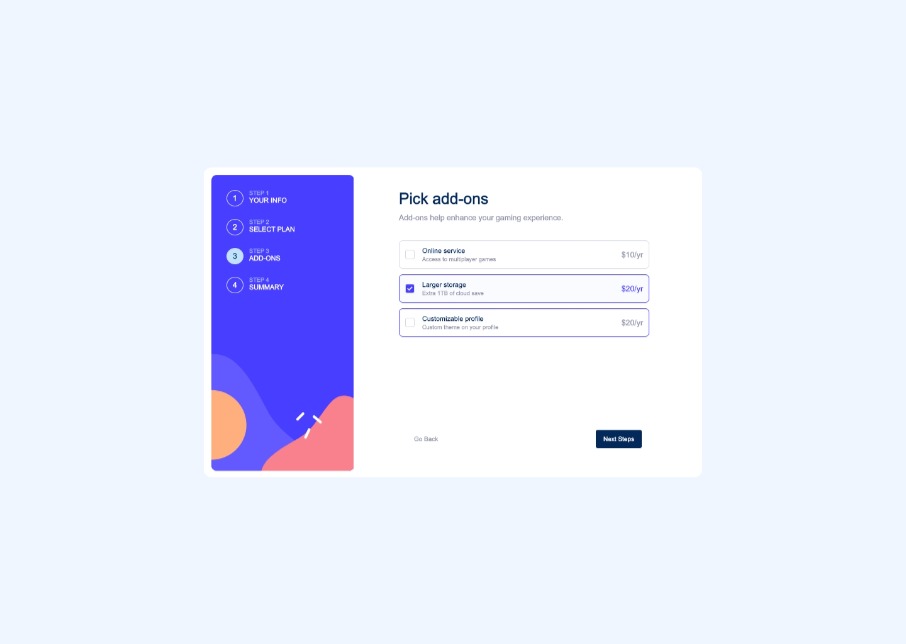 1
STEP 1
YOUR INFO
2
STEP 2
SELECT PLAN
3
STEP 3
ADD-ONS
4
STEP 4
SUMMARY
Pick add-ons
Add-ons help enhance your gaming experience.
Online service
Access to multiplayer games
$10/yr
Larger storage
Extra 1TB of cloud save
$20/yr
Customizable profile
Custom theme on your profile
$20/yr
Go Back
Next Steps